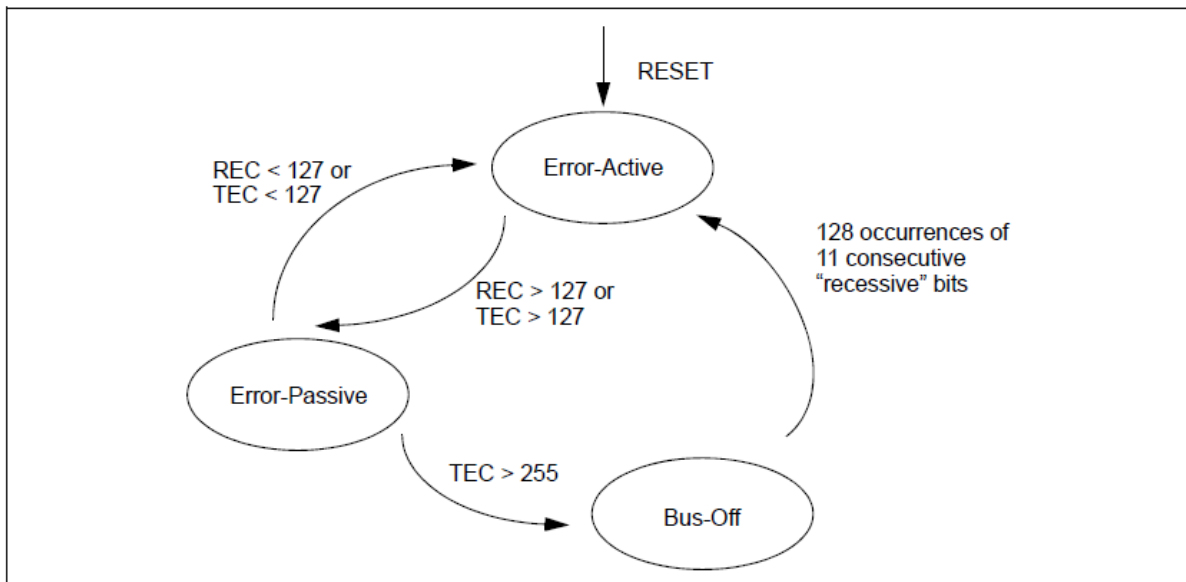 RESET
Error-Active
REC < 127 or
TEC < 127
128 occurrences of
11 consecutive
“recessive” bits
REC > 127 or
TEC > 127
Error-Passive
TEC > 255
Bus-Off